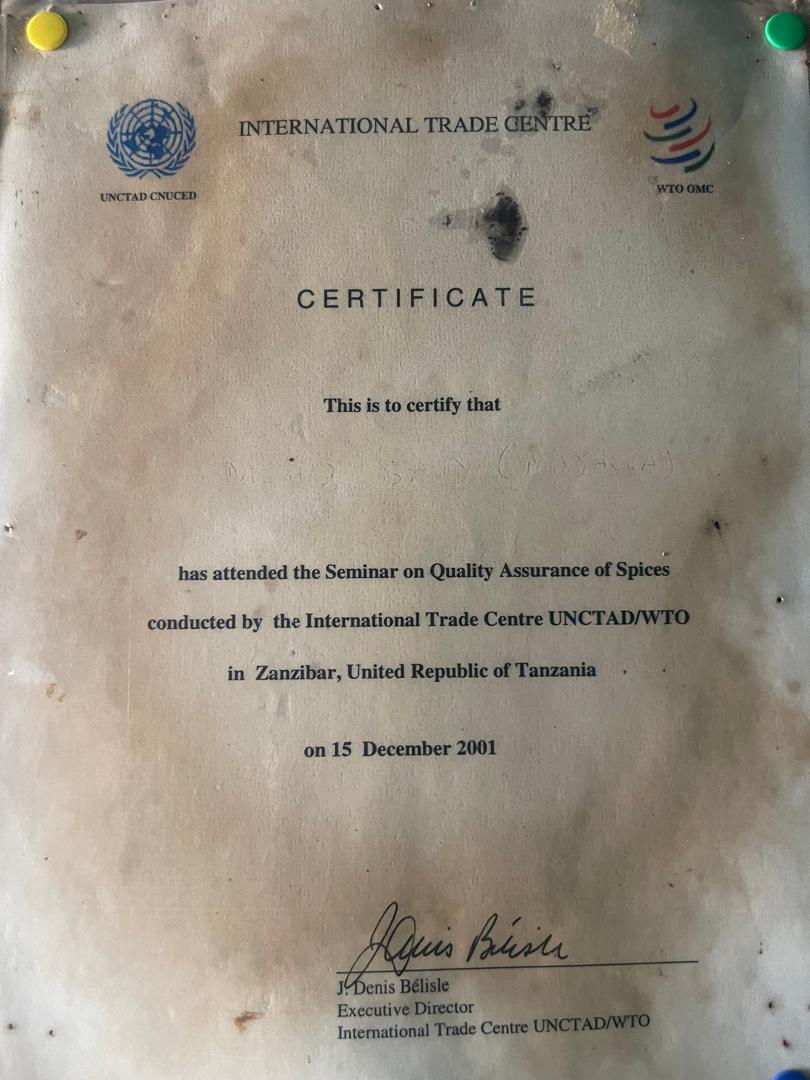 INTERNATIONAL TRADE CENTRE
UNCTAD CNUCED
WTO OMC
CERTIFICATE
This is to certify that
has attended the Seminar on Quality Assurance of Spices
conducted by the International Trade Centre UNCTAD/WTO
in Zanzibar, United Republic of Tanzania
on 15 December 2001
J. Denis Bélisle
J. Denis Bélisle
Executive Director
International Trade Centre UNCTAD/WTO